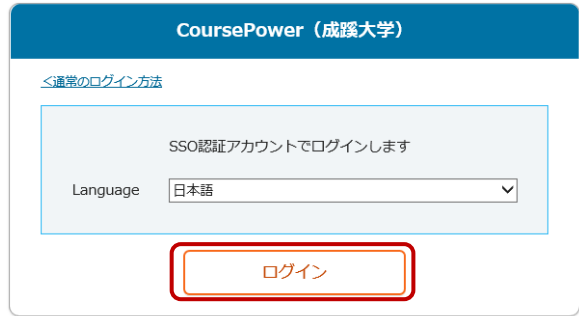 CoursePower（成蹊大学）
<通常のログイン方法
SSO認証アカウントでログインします
Language 日本語
ログイン